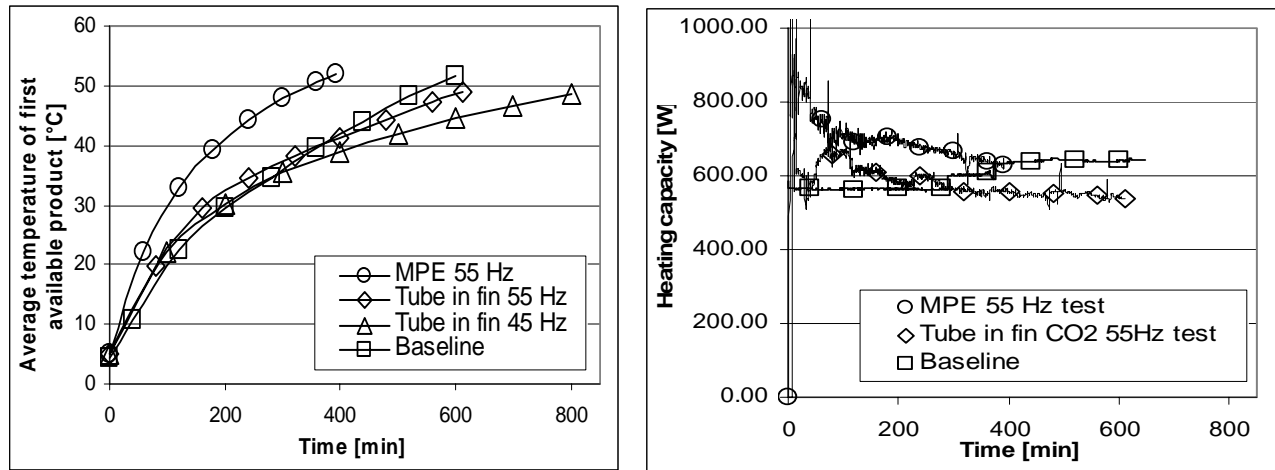 Average temperature of first
available product [°C]
60
50
40
30
20
10
0
MPE 55 Hz
Tube in fin 55 Hz
Tube in fin 45 Hz
Baseline
0 200 400 600 800
Time [min]
Heating capacity [W]
1000.00
800.00
600.00
400.00
200.00
0.00
MPE 55 Hz test
Tube in fin CO2 55Hz test
Baseline
0 200 400 600 800
Time [min]